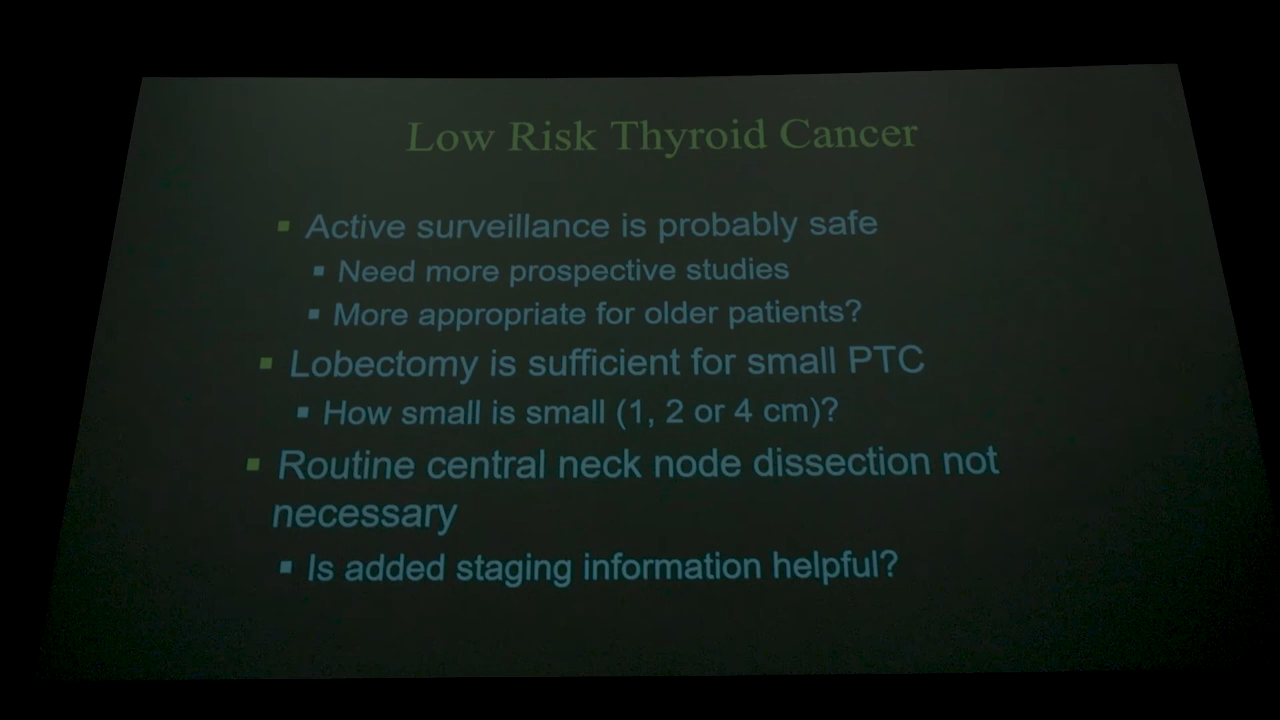 Low Risk Thyroid Cancer
Active surveillance is probably safe
Need more prospective studies
More appropriate for older patients?
Lobectomy is sufficient for small PTC
How small is small (1, 2 or 4 cm)?
Routine central neck node dissection not
necessary
Is added staging information helpful?